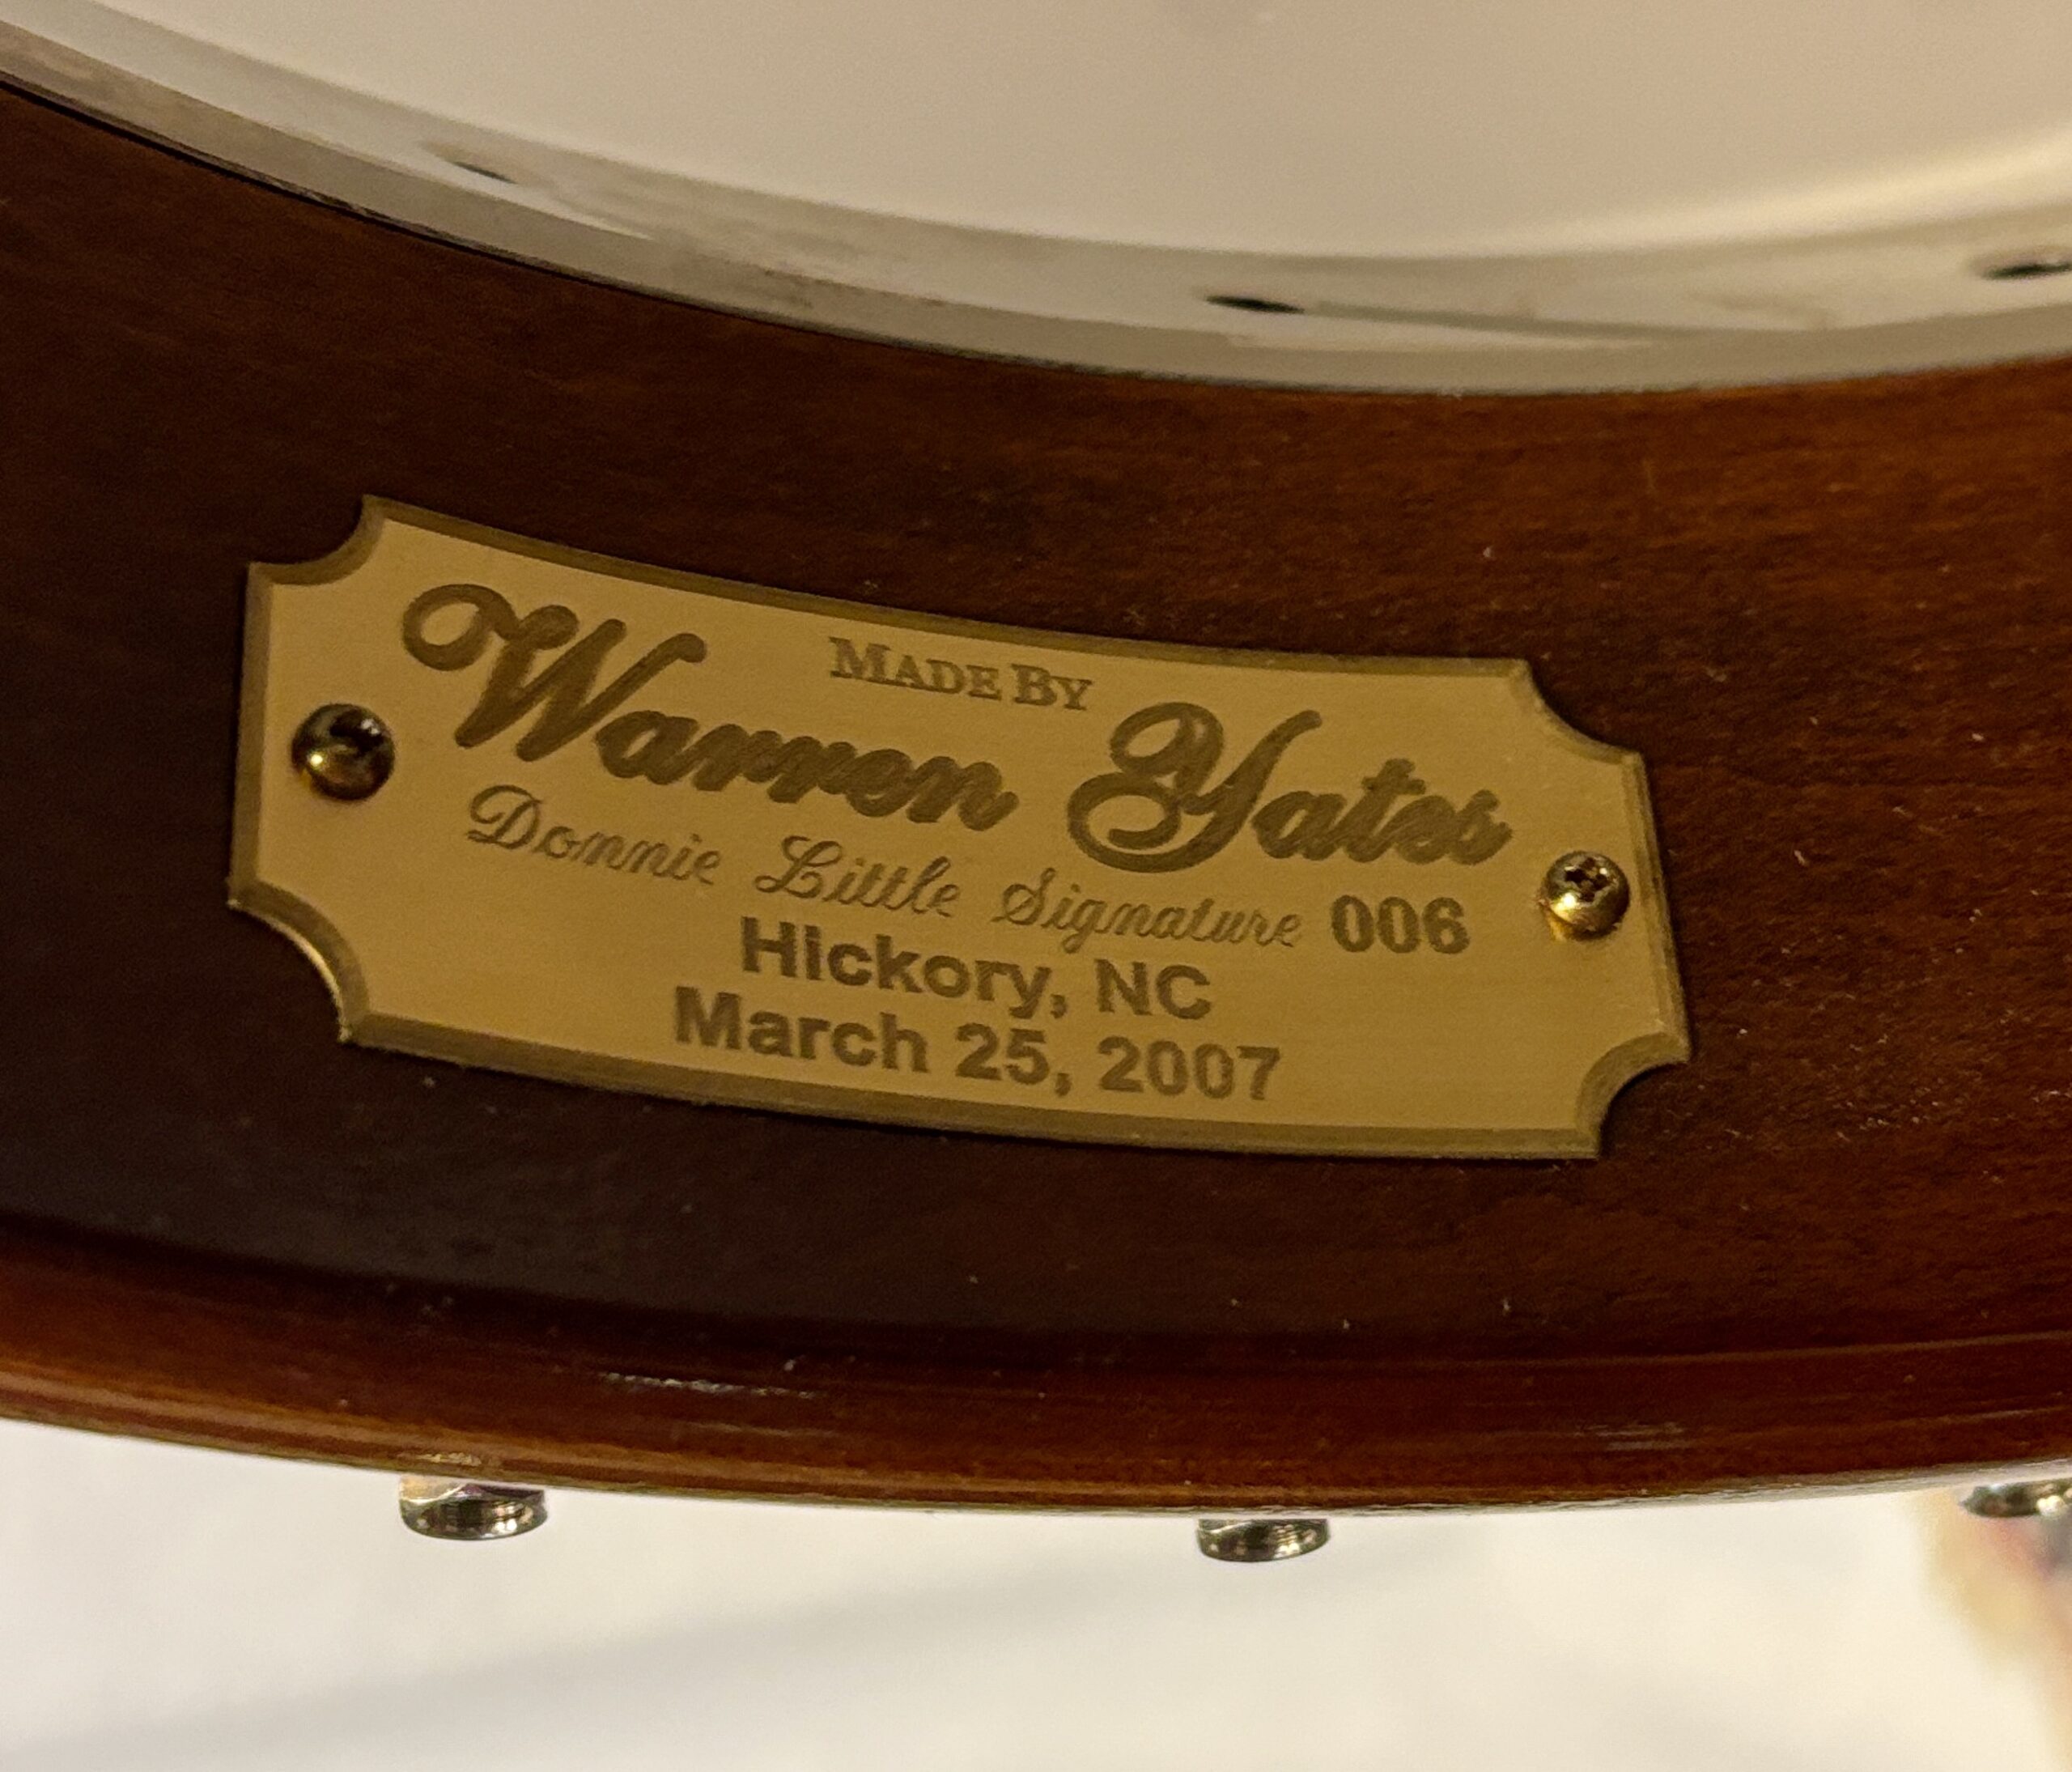 MADE BY
Warren Yates
Donnie Little Signature 006
Hickory, NC
March 25, 2007